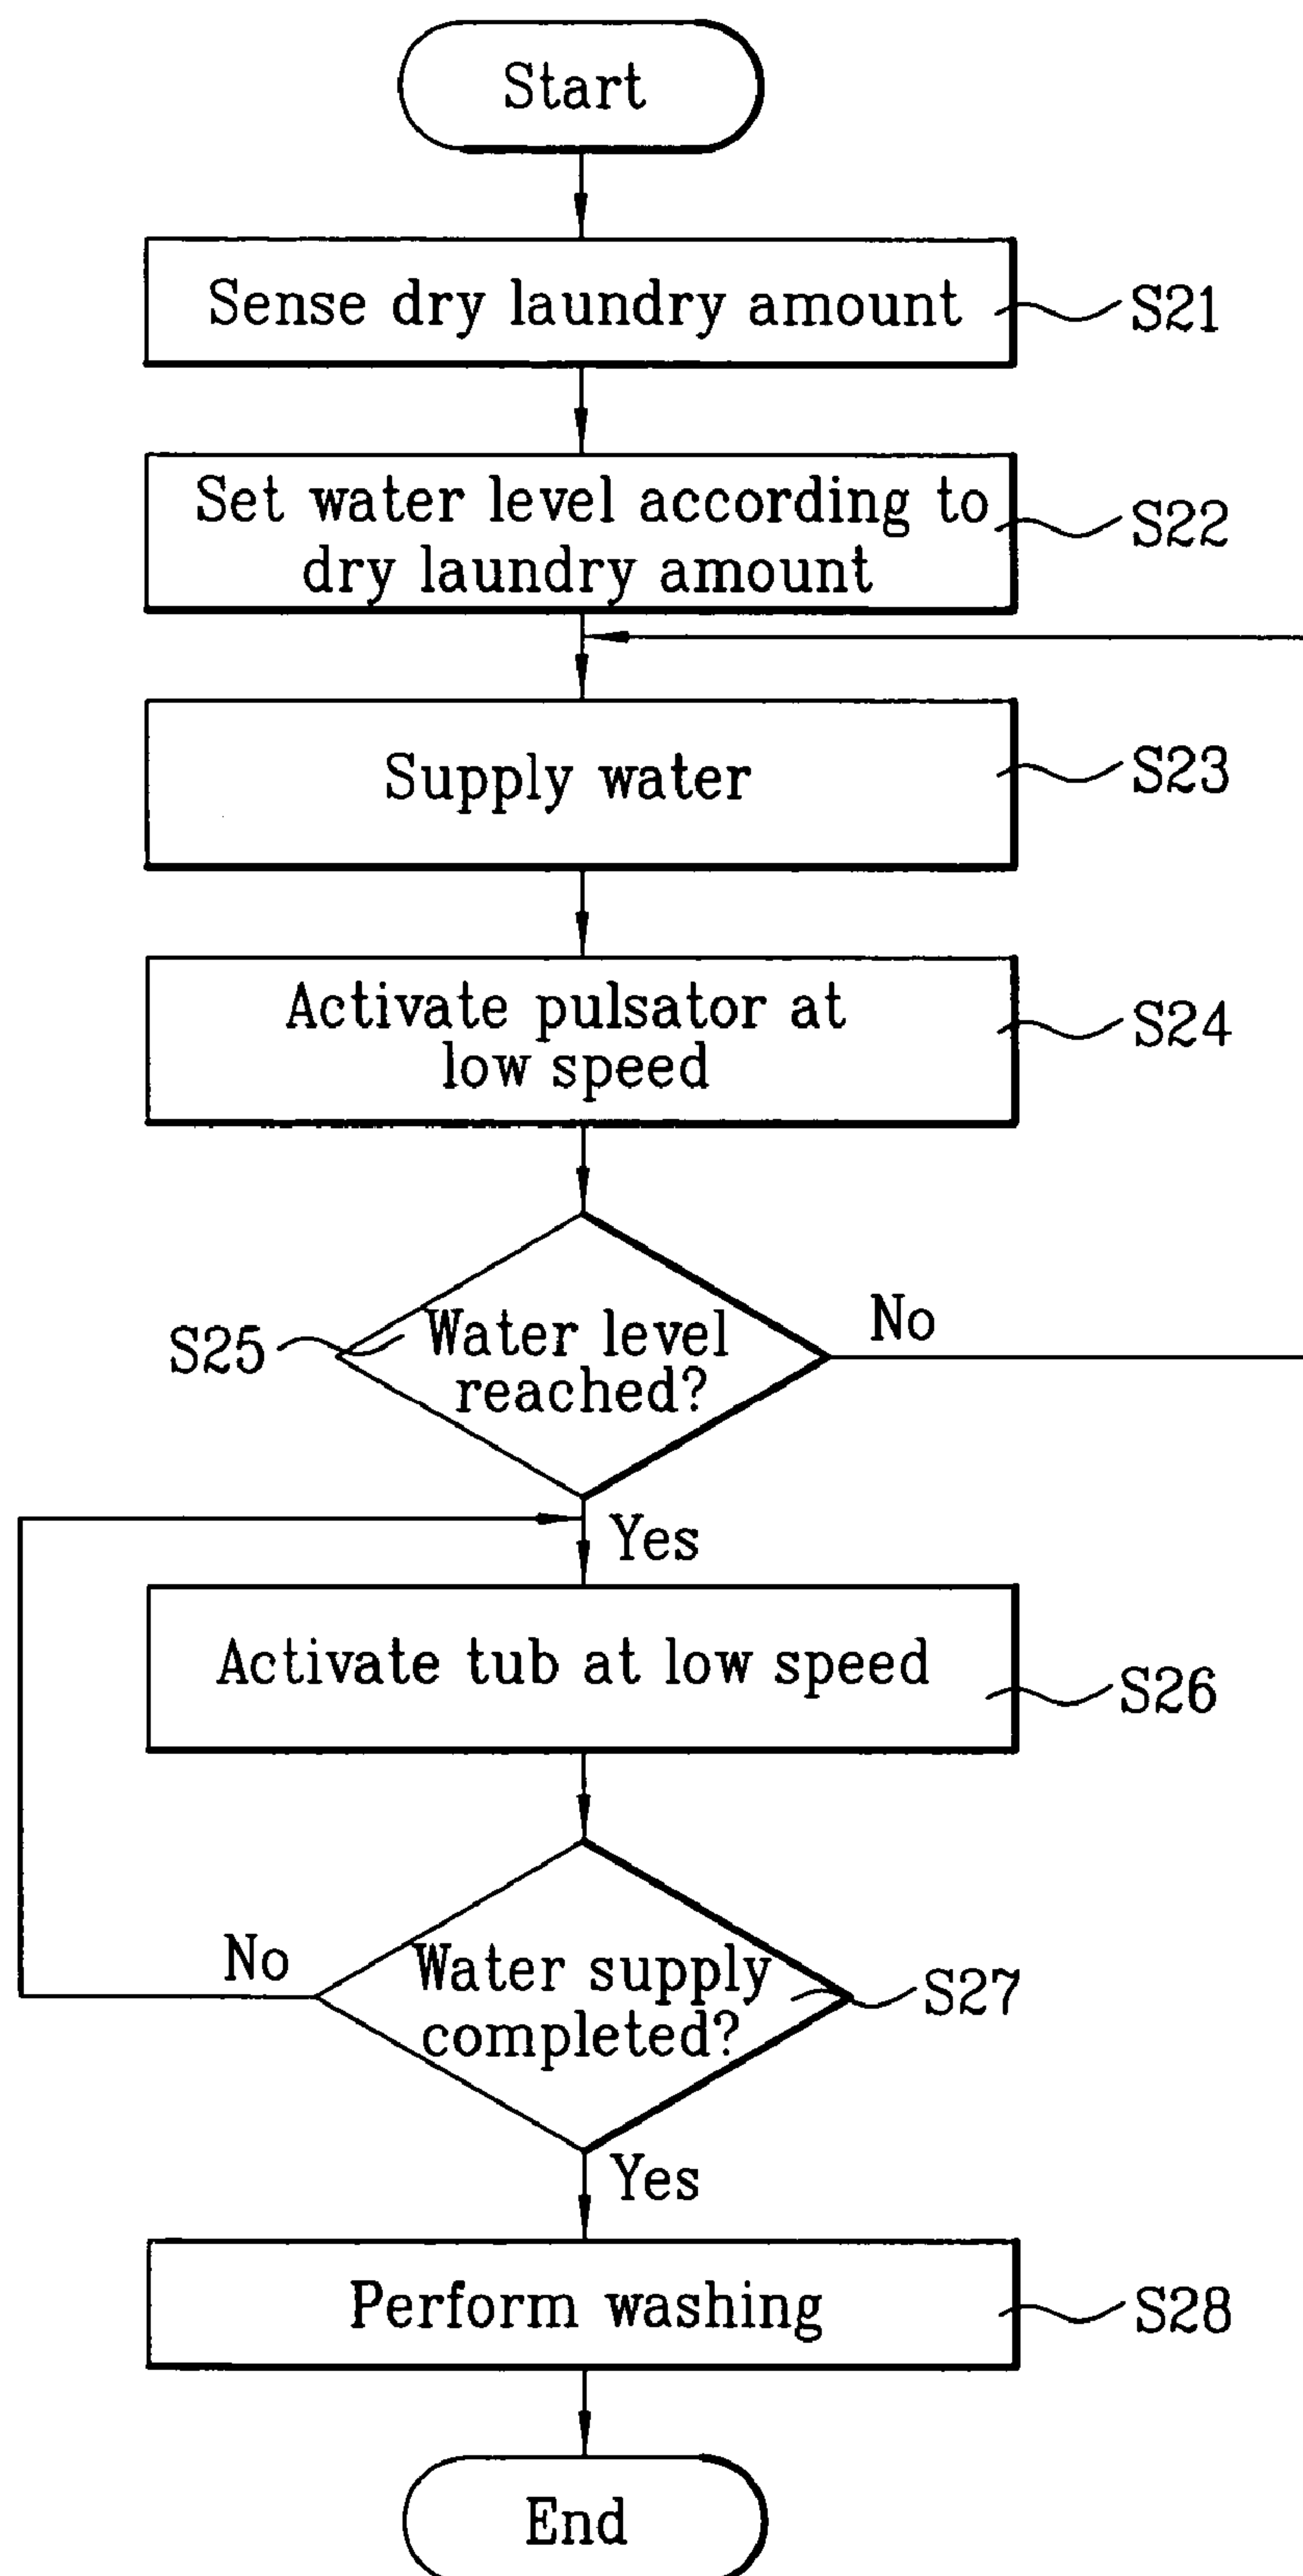 Start
Sense dry laundry amount
S21
Set water level according to
dry laundry amount
S22
Supply water
S23
Activate pulsator at
low speed
S24
S25
Water level
reached?
No
Yes
Activate tub at low speed
S26
No
Water supply
completed?
S27
Yes
Perform washing
S28
End